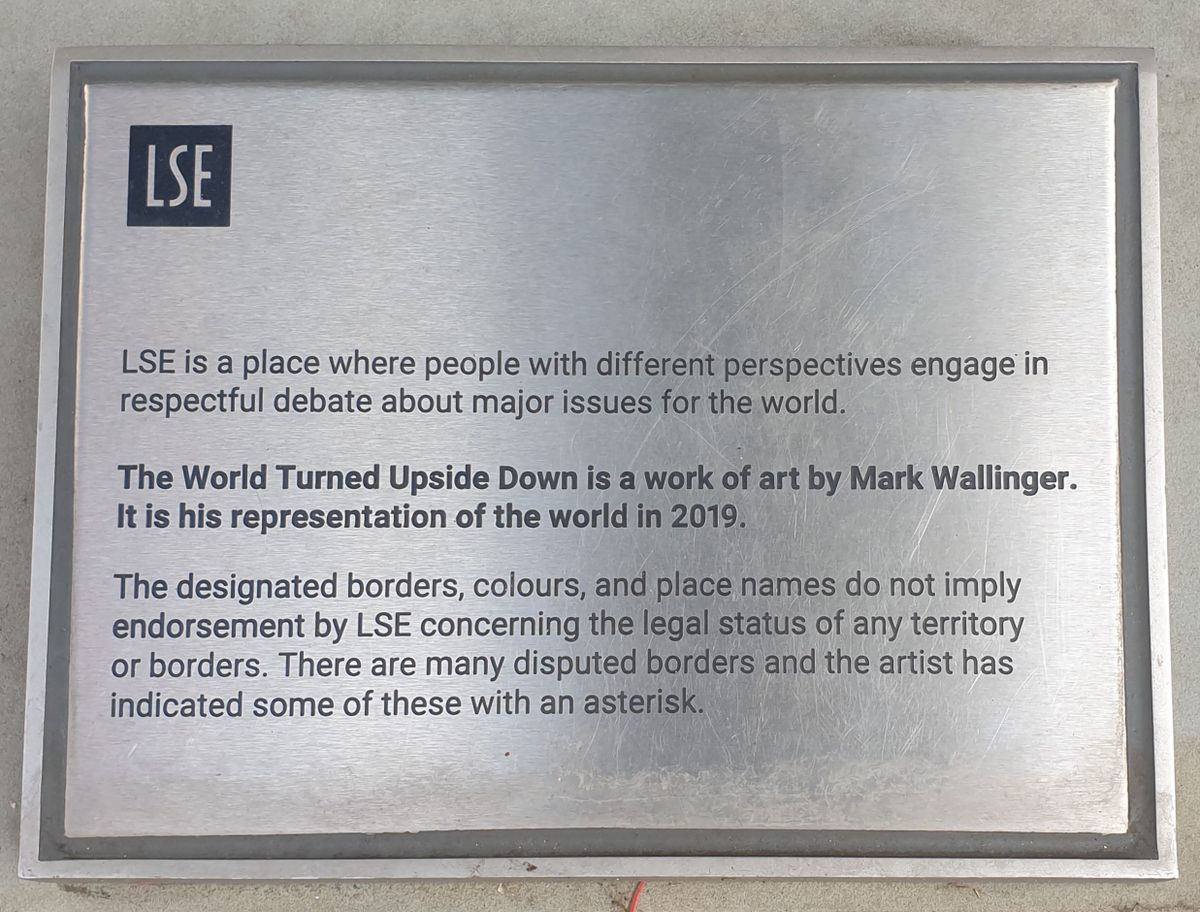 LSE
LSE is a place where people with different perspectives engage in
respectful debate about major issues for the world.
The World Turned Upside Down is a work of art by Mark Wallinger.
It is his representation of the world in 2019.
The designated borders, colours, and place names do not imply
endorsement by LSE concerning the legal status of any territory
or borders. There are many disputed borders and the artist has
indicated some of these with an asterisk.